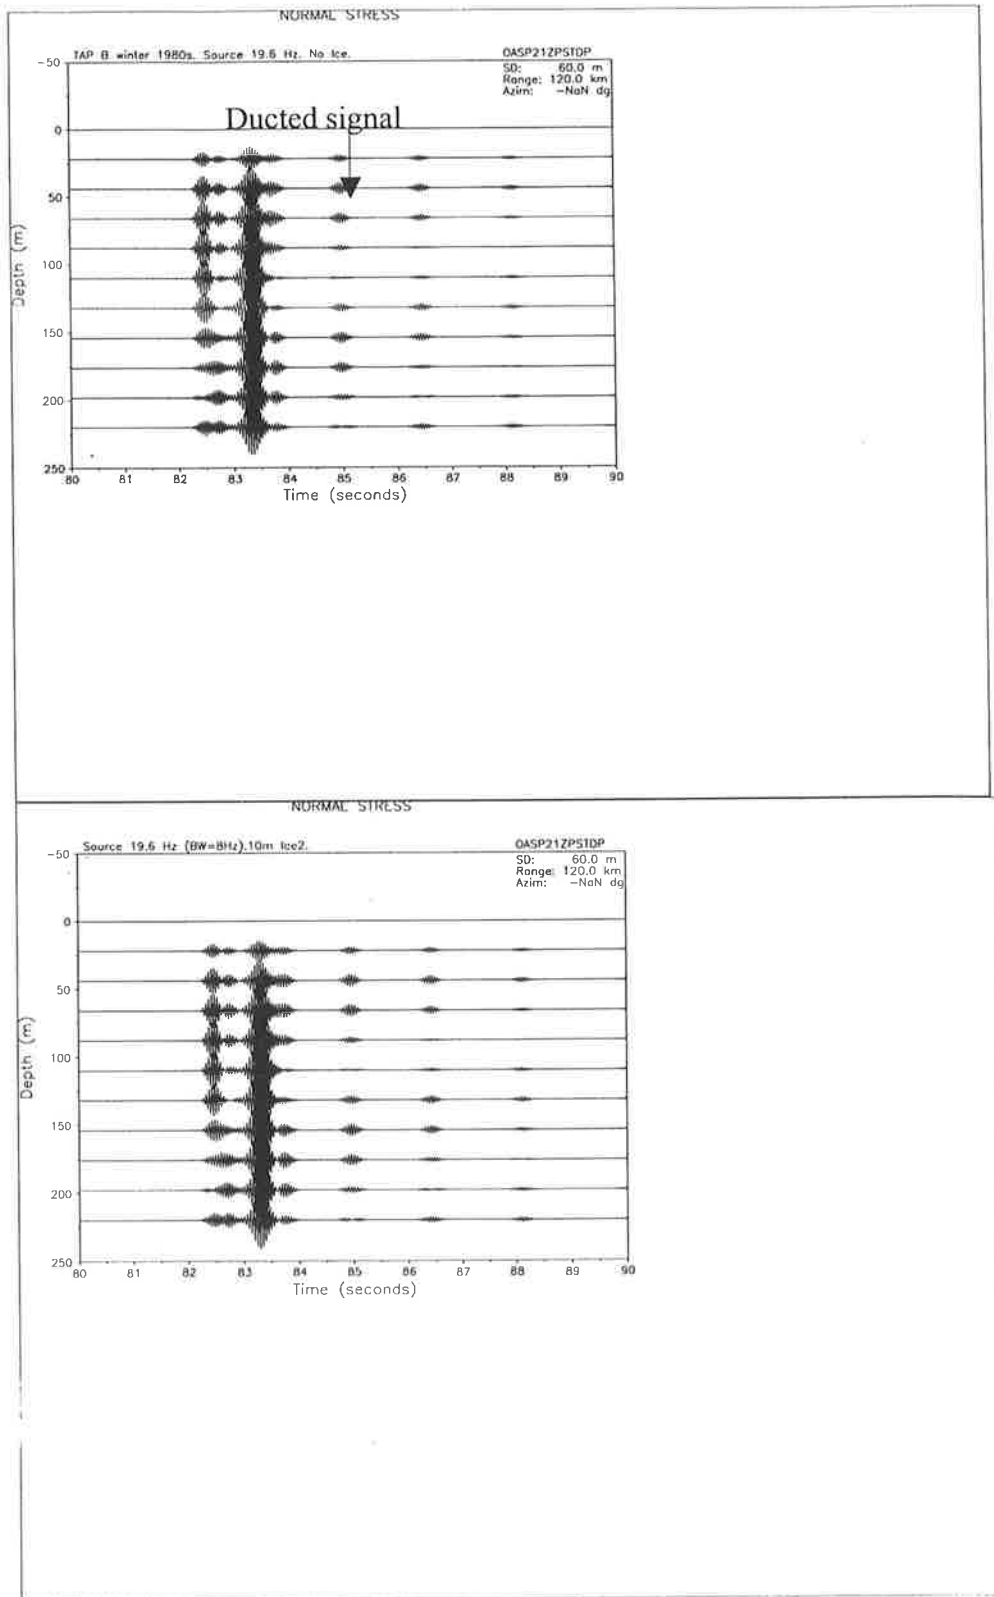 NORMAL STRESS
TAP B winter 1980s. Source 19.6 Hz. No Ice.
OASP21ZPSTDP
SD: 60.0 m
Range: 120.0 km
Azim: -NaN dg
Ducted signal
-50
0
50
100
150
200
250
Depth (m)
80 81 82 83 84 85 86 87 88 89 90
Time (seconds)
NORMAL STRESS
Source 19.6 Hz (BW=8Hz).10m Ice2.
OASP21ZPSTDP
SD: 60.0 m
Range: 120.0 km
Azim: -NaN dg
-50
0
50
100
150
200
250
Depth (m)
80 81 82 83 84 85 86 87 88 89 90
Time (seconds)